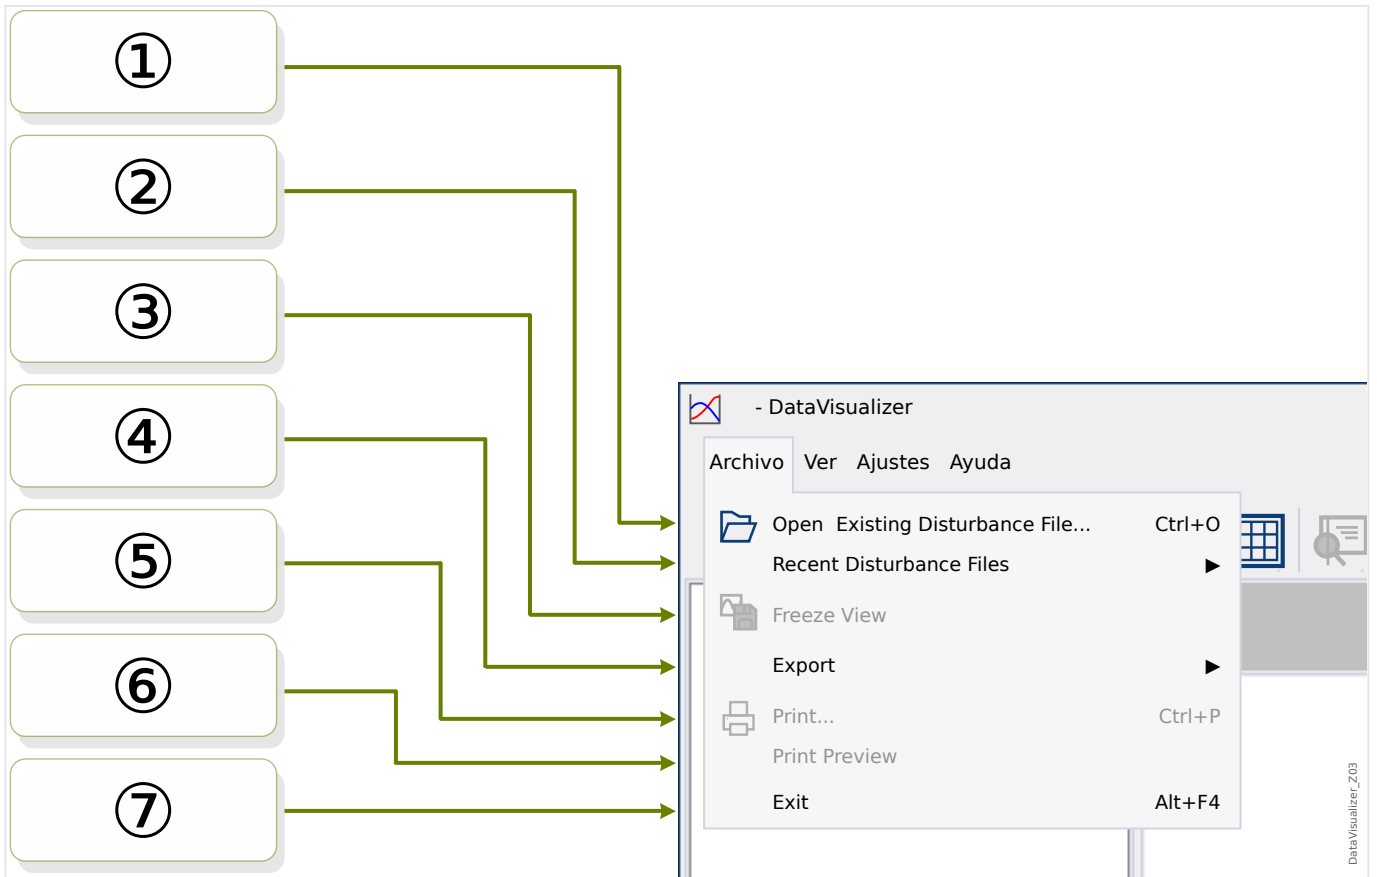 ①
②
③
④
⑤
⑥
⑦
- DataVisualizer
Archivo Ver Ajustes Ayuda
Open Existing Disturbance File... Ctrl+O
Recent Disturbance Files ▶
Freeze View
Export ▶
Print... Ctrl+P
Print Preview
Exit Alt+F4
DataVisualizer_Z03